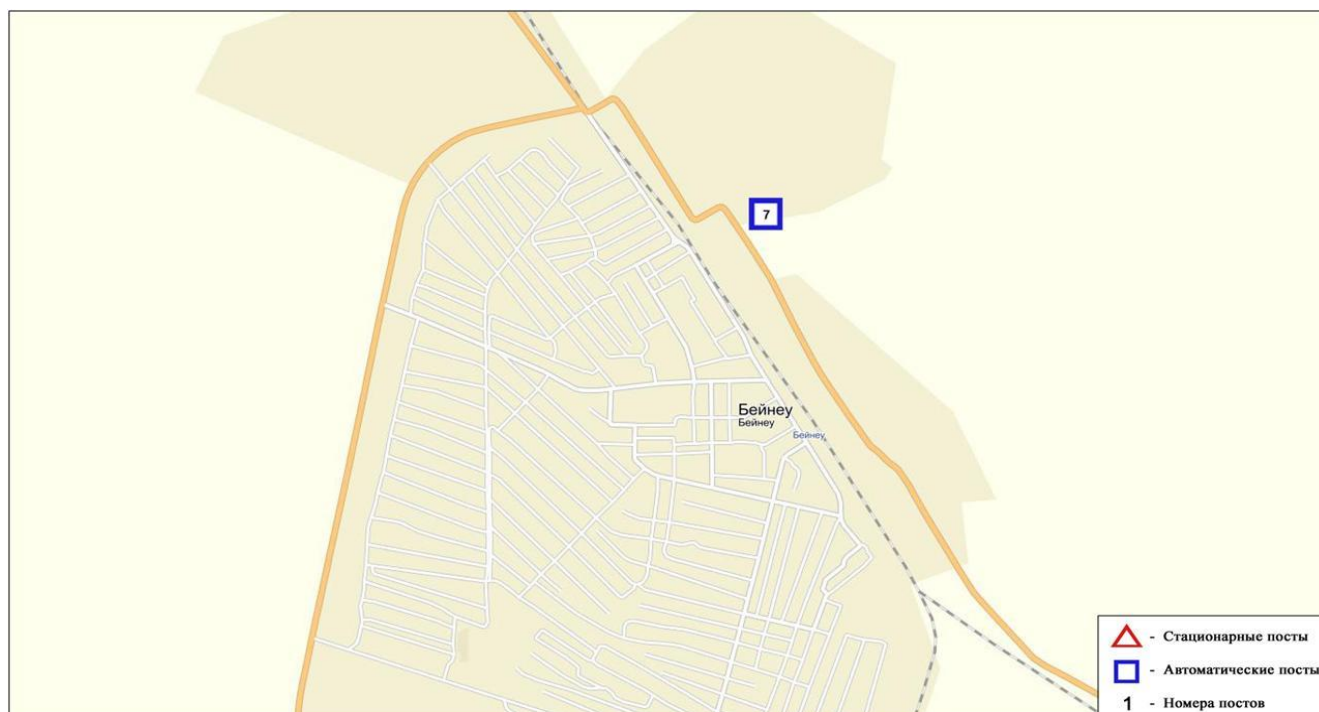 7
Бейнеу
Бейнеу
Бейнеу
- Стационарные посты
- Автоматические посты
1 - Номера постов